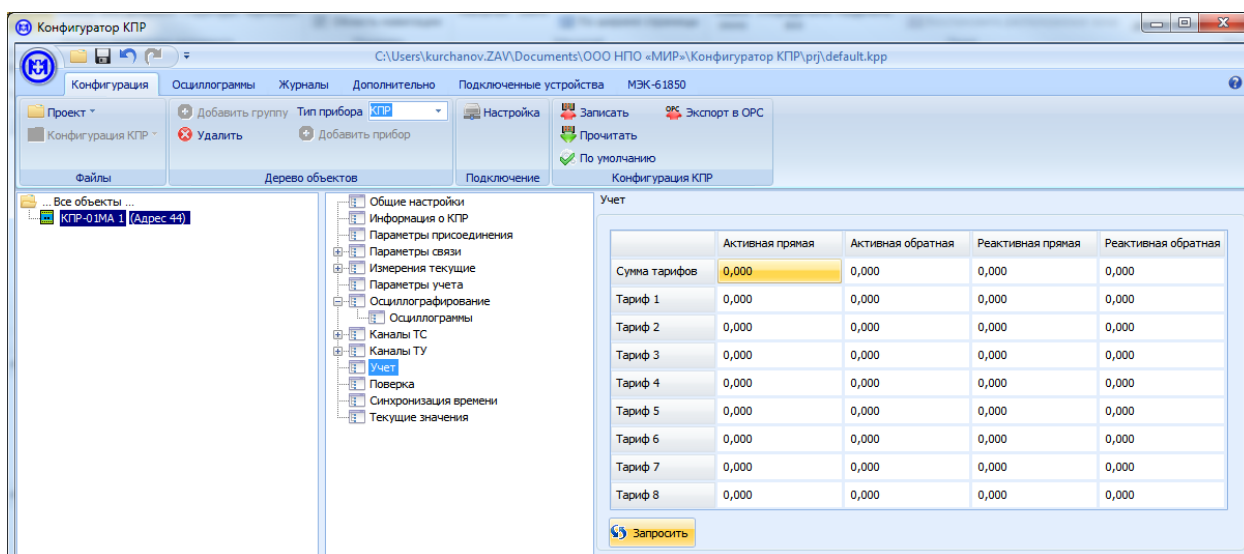 Конфигуратор КПР
C:\Users\kurchanov.ZAV\Documents\ООО НПО «МИР»\Конфигуратор КПР\prj\default.kpp
Конфигурация Осциллограммы Журналы Дополнительно Подключенные устройства МЭК-61850
Проект Добавить группу Тип прибора КПР Настройка Записать Экспорт в OPC
Конфигурация КПР Удалить Добавить прибор Прочитать
По умолчанию
Файлы Дерево объектов Подключение Конфигурация КПР
... Все объекты ...
КПР-01МА 1 (Адрес 44)
Общие настройки
Информация о КПР
Параметры присоединения
Параметры связи
Измерения текущие
Параметры учета
Осциллографирование
Осциллограммы
Каналы ТС
Каналы ТУ
Учет
Поверка
Синхронизация времени
Текущие значения
Учет
Активная прямая Активная обратная Реактивная прямая Реактивная обратная
Сумма тарифов 0,000 0,000 0,000 0,000
Тариф 1 0,000 0,000 0,000 0,000
Тариф 2 0,000 0,000 0,000 0,000
Тариф 3 0,000 0,000 0,000 0,000
Тариф 4 0,000 0,000 0,000 0,000
Тариф 5 0,000 0,000 0,000 0,000
Тариф 6 0,000 0,000 0,000 0,000
Тариф 7 0,000 0,000 0,000 0,000
Тариф 8 0,000 0,000 0,000 0,000
Запросить